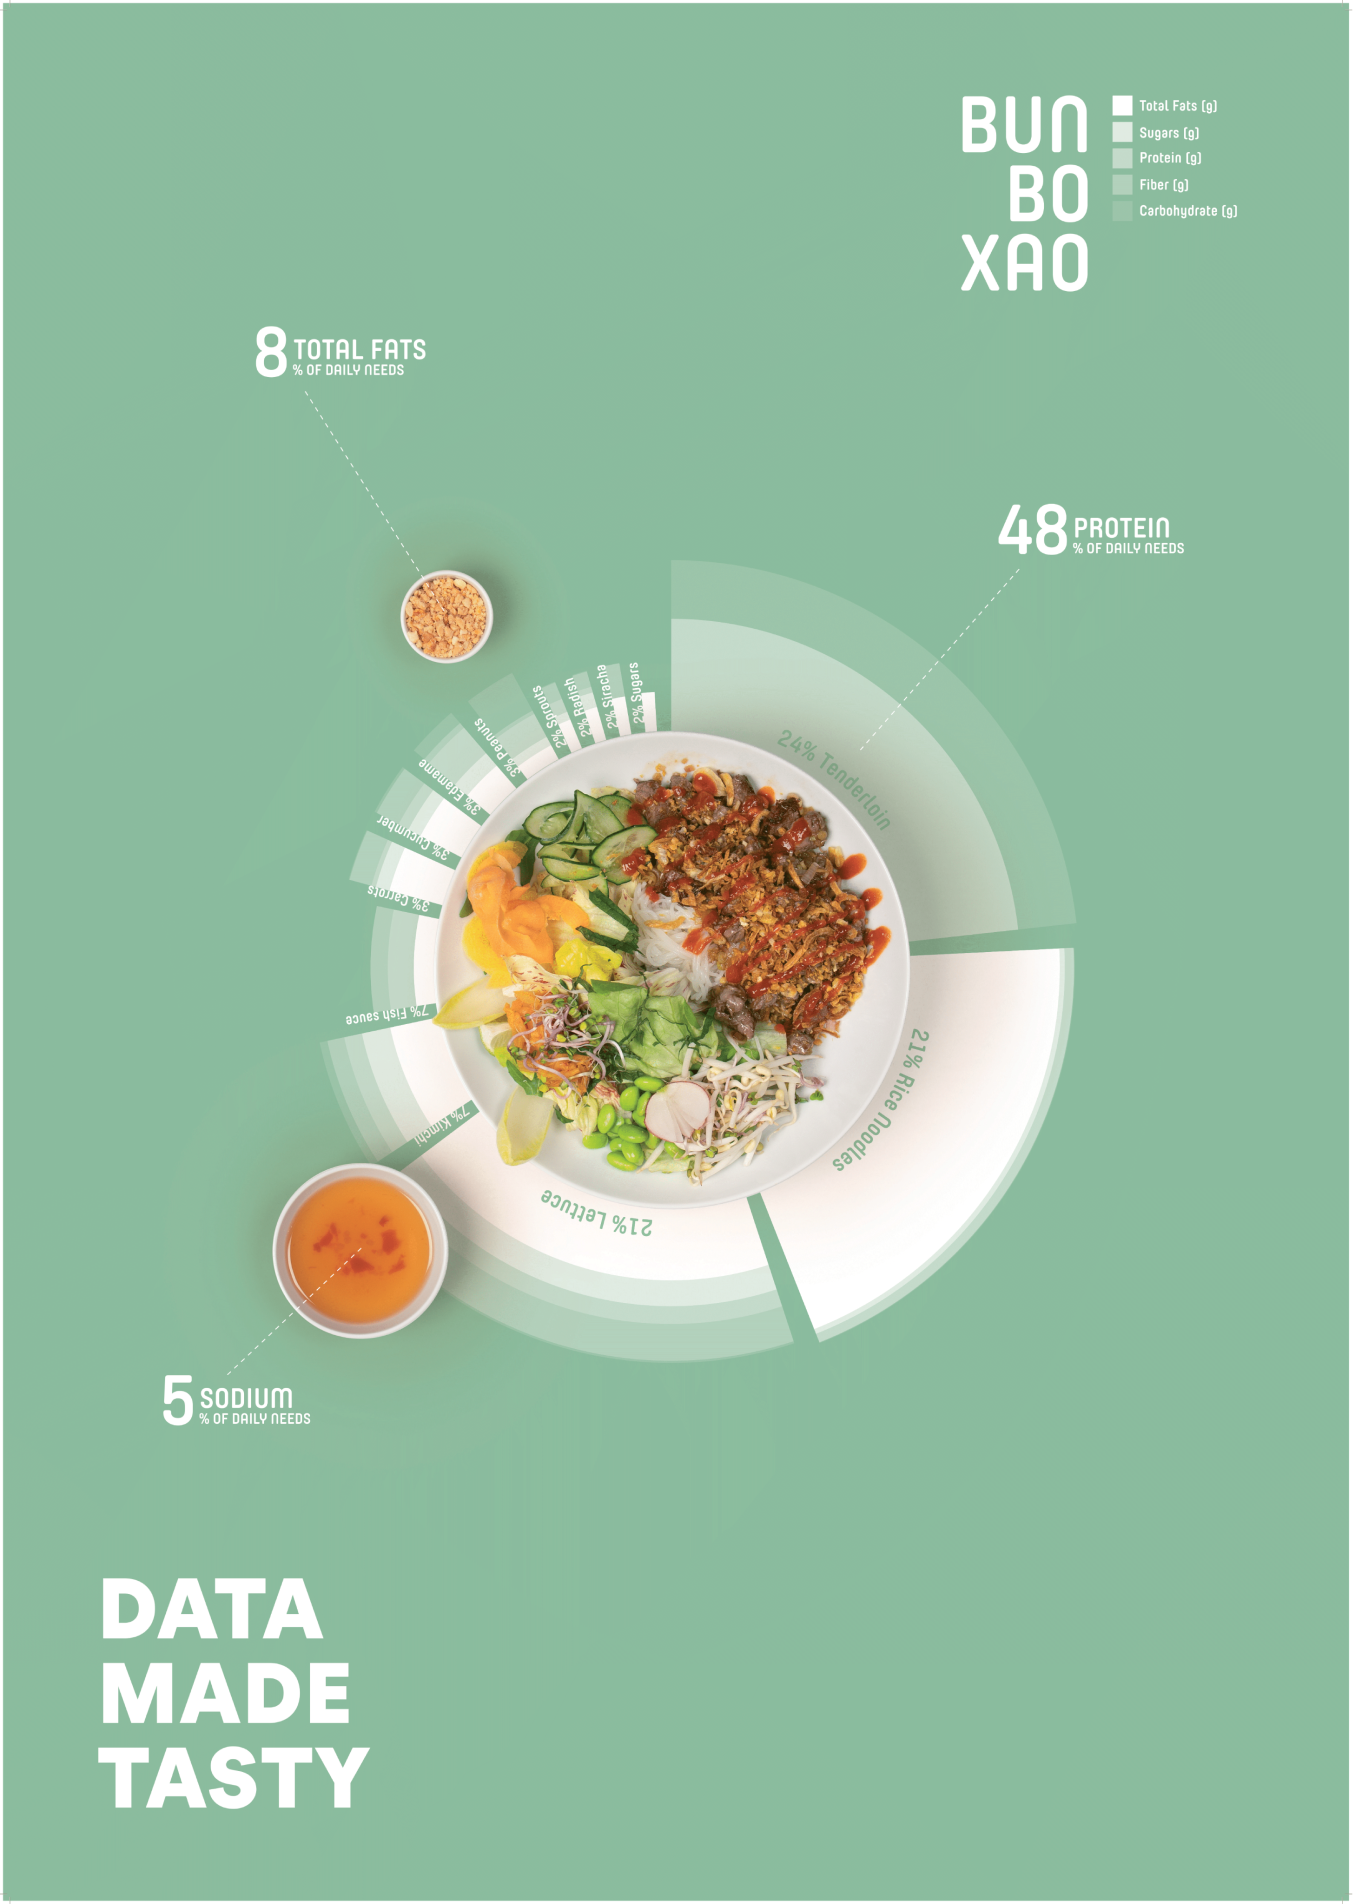 BUN
BO
XAO
Total Fats (g)
Sugars (g)
Protein (g)
Fiber (g)
Carbohydrate (g)
8 TOTAL FATS
% OF DAILY NEEDS
48 PROTEIN
% OF DAILY NEEDS
24% Tenderloin
21% Rice Noodles
21% Lettuce
7% Kimchi
7% Fish sauce
3% Carrots
3% Cucumber
3% Edamame
3% Peanuts
2% Sprouts
2% Radish
2% Sirache
2% Sugars
5 SODIUM
% OF DAILY NEEDS
DATA
MADE
TASTY